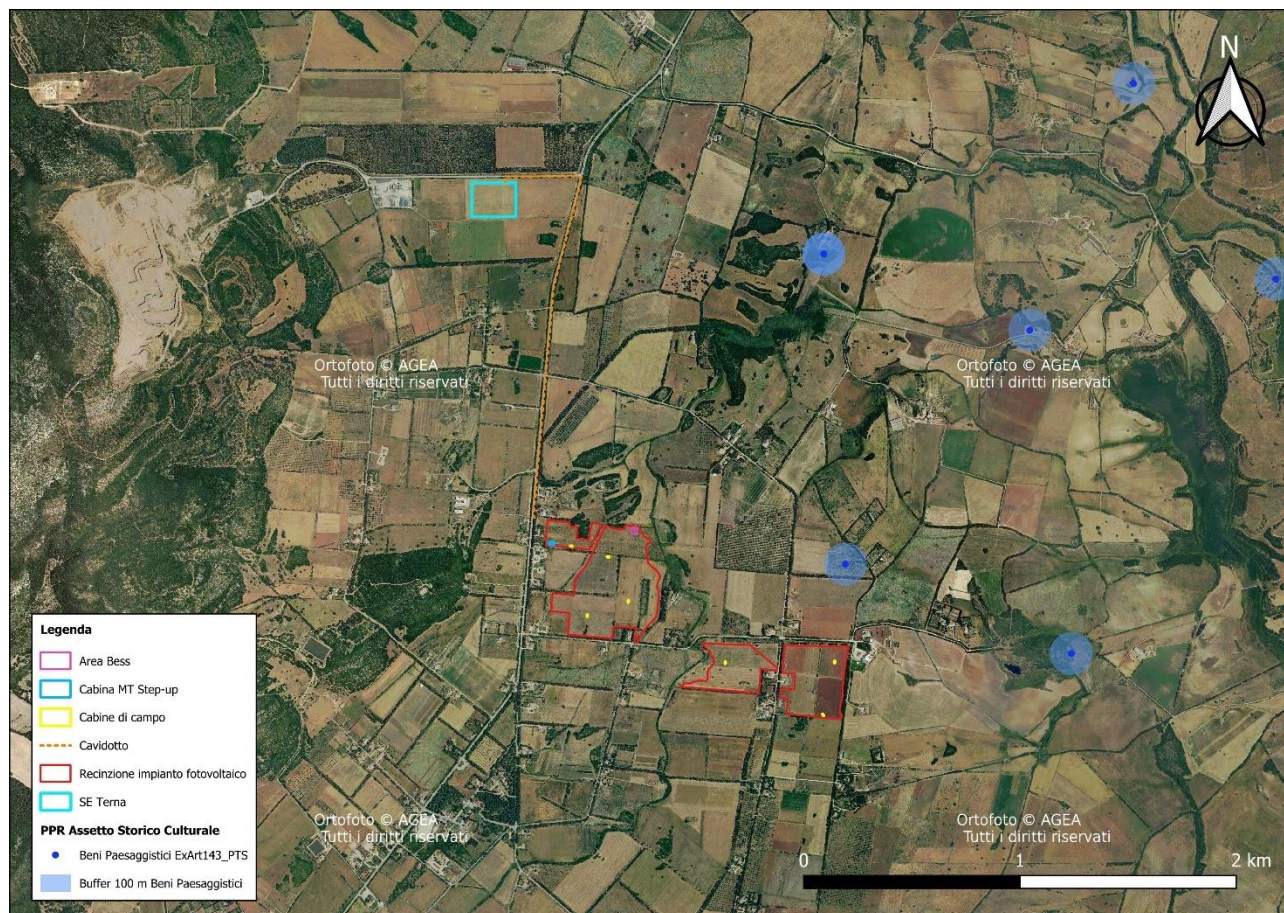 N
Ortofoto © AGEA
Tutti i diritti riservati
Ortofoto © AGEA
Tutti i diritti riservati
Legenda
Area Bess
Cabina MT Step-up
Cabine di campo
Cavidotto
Recinzione impianto fotovoltaico
SE Terna
PPR Assetto Storico Culturale
Beni Paesaggistici ExArt143_PTS
Buffer 100 m Beni Paesaggistici
Ortofoto © AGEA
Tutti i diritti riservati
Ortofoto © AGEA
Tutti i diritti riservati
0 1 2 km